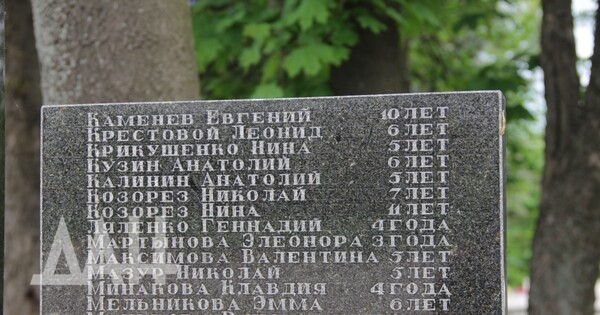 КАМЕНЕВ ЕВГЕНИЙ 10 ЛЕТ
КРЕСТОВОЙ ЛЕОНИД 6 ЛЕТ
КРИКУШЕНКО НИНА 5 ЛЕТ
КУЗИН АНАТОЛИЙ 6 ЛЕТ
КАЛИНИН АНАТОЛИЙ 5 ЛЕТ
КОЗОРЕЗ НИКОЛАЙ 7 ЛЕТ
КОЗОРЕЗ НИНА 11 ЛЕТ
ЛЯЛЕНКО ГЕННАДИЙ 4 ГОДА
МАРТЫНОВА ЭЛЕОНОРА 3 ГОДА
МАКСИМОВА ВАЛЕНТИНА 5 ЛЕТ
МАЗУР НИКОЛАЙ 5 ЛЕТ
МИНАКОВА КЛАВДИЯ 4 ГОДА
МЕЛЬНИКОВА ЭММА 6 ЛЕТ